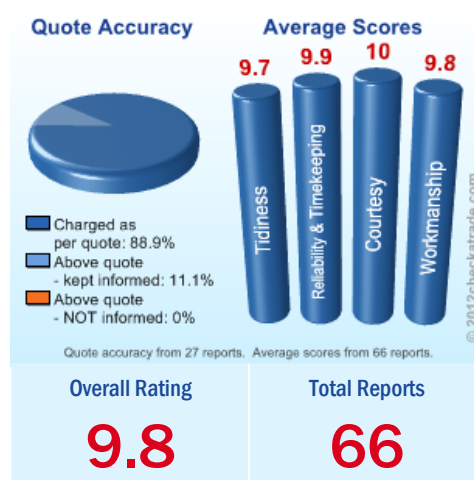 Quote Accuracy
Average Scores
9.7
9.9
10
9.8
Tidiness
Reliability & Timekeeping
Courtesy
Workmanship
Charged as
per quote: 88.9%
Above quote
- kept informed: 11.1%
Above quote
- NOT informed: 0%
© 2012checkatrade.com
Quote accuracy from 27 reports. Average scores from 66 reports.
Overall Rating
9.8
Total Reports
66